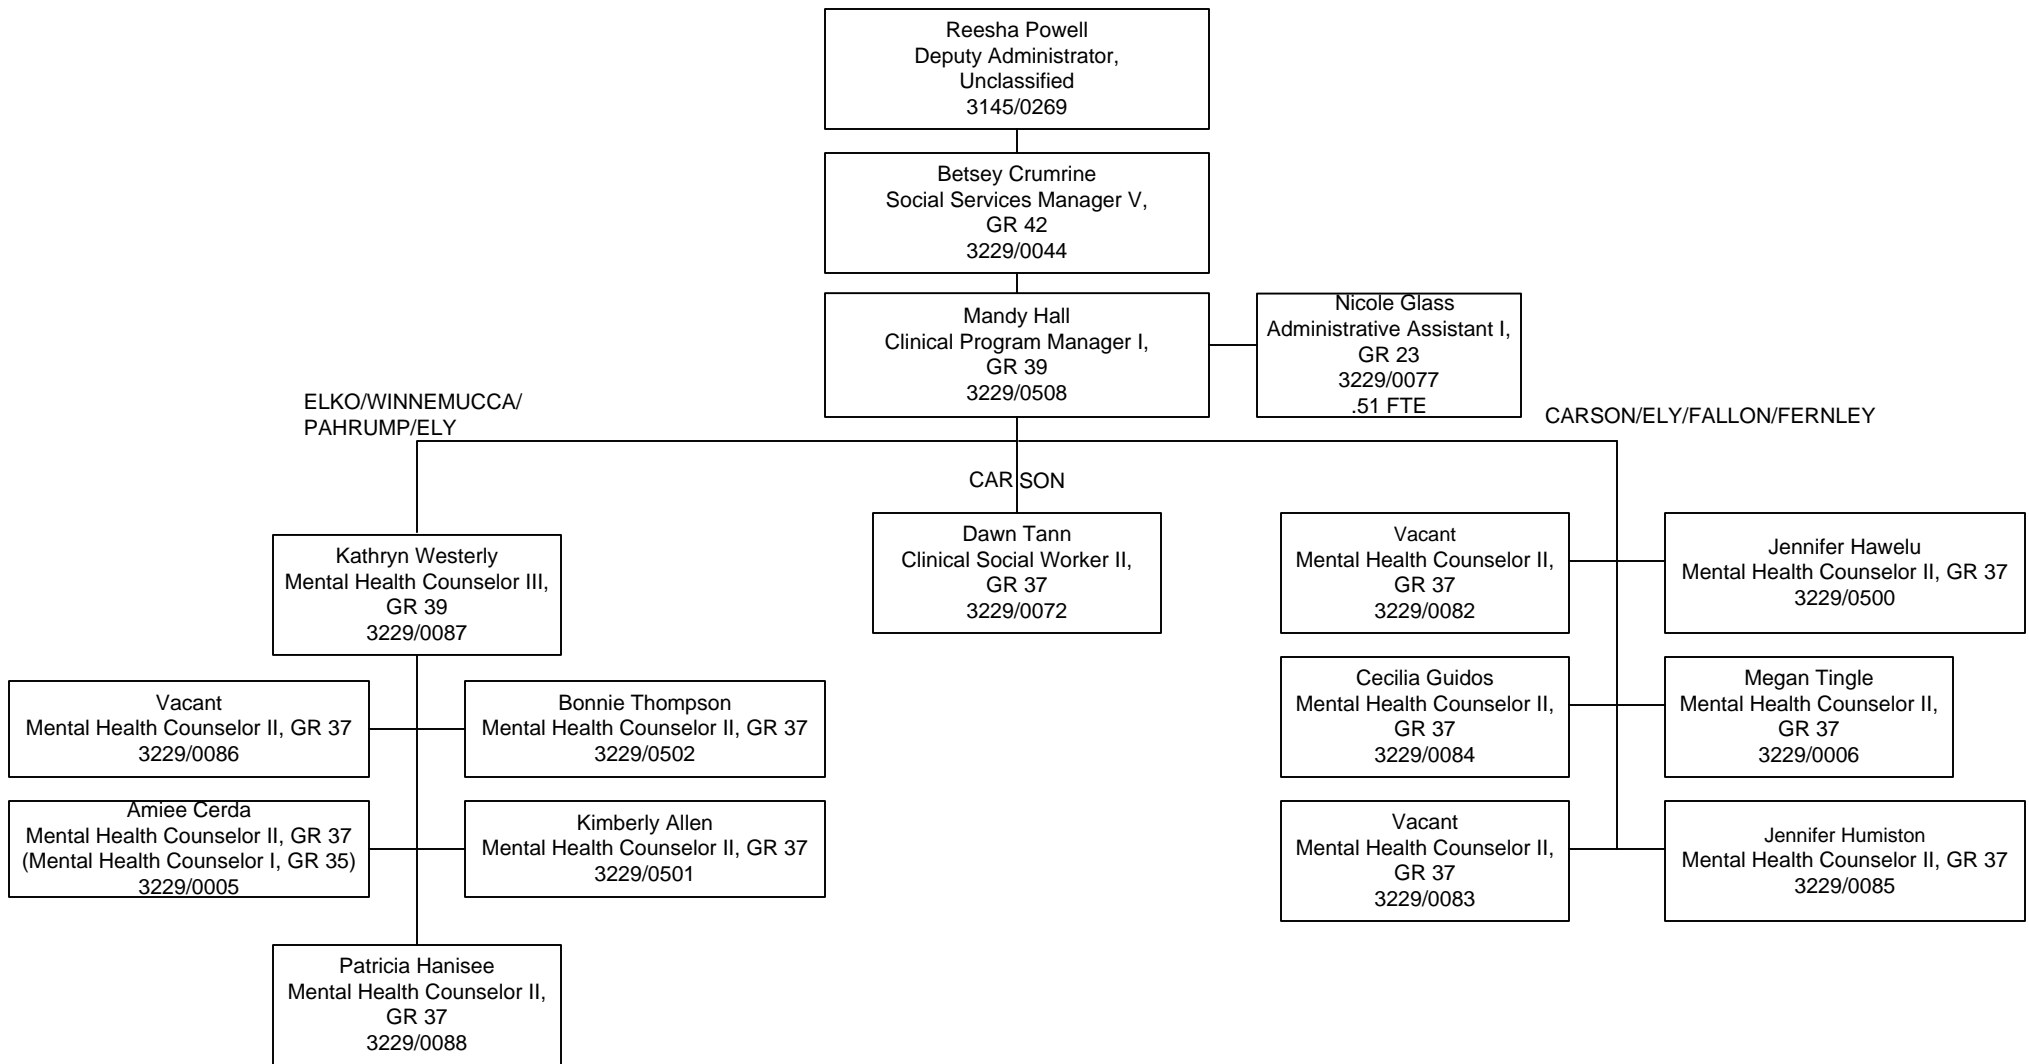 Reesha Powell
Deputy Administrator,
Unclassified
3145/0269
Betsey Crumrine
Social Services Manager V,
GR 42
3229/0044
Mandy Hall
Clinical Program Manager I,
GR 39
3229/0508
Nicole Glass
Administrative Assistant I,
GR 23
3229/0077
.51 FTE
ELKO/WINNEMUCCA/
PAHRUMP/ELY
CARSON
CARSON/ELY/FALLON/FERNLEY
Kathryn Westerly
Mental Health Counselor III,
GR 39
3229/0087
Vacant
Mental Health Counselor II, GR 37
3229/0086
Bonnie Thompson
Mental Health Counselor II, GR 37
3229/0502
Amiee Cerda
Mental Health Counselor II, GR 37
(Mental Health Counselor I, GR 35)
3229/0005
Kimberly Allen
Mental Health Counselor II, GR 37
3229/0501
Patricia Hanisee
Mental Health Counselor II,
GR 37
3229/0088
Dawn Tann
Clinical Social Worker II,
GR 37
3229/0072
Vacant
Mental Health Counselor II,
GR 37
3229/0082
Jennifer Hawelu
Mental Health Counselor II, GR 37
3229/0500
Cecilia Guidos
Mental Health Counselor II,
GR 37
3229/0084
Megan Tingle
Mental Health Counselor II,
GR 37
3229/0006
Vacant
Mental Health Counselor II,
GR 37
3229/0083
Jennifer Humiston
Mental Health Counselor II, GR 37
3229/0085